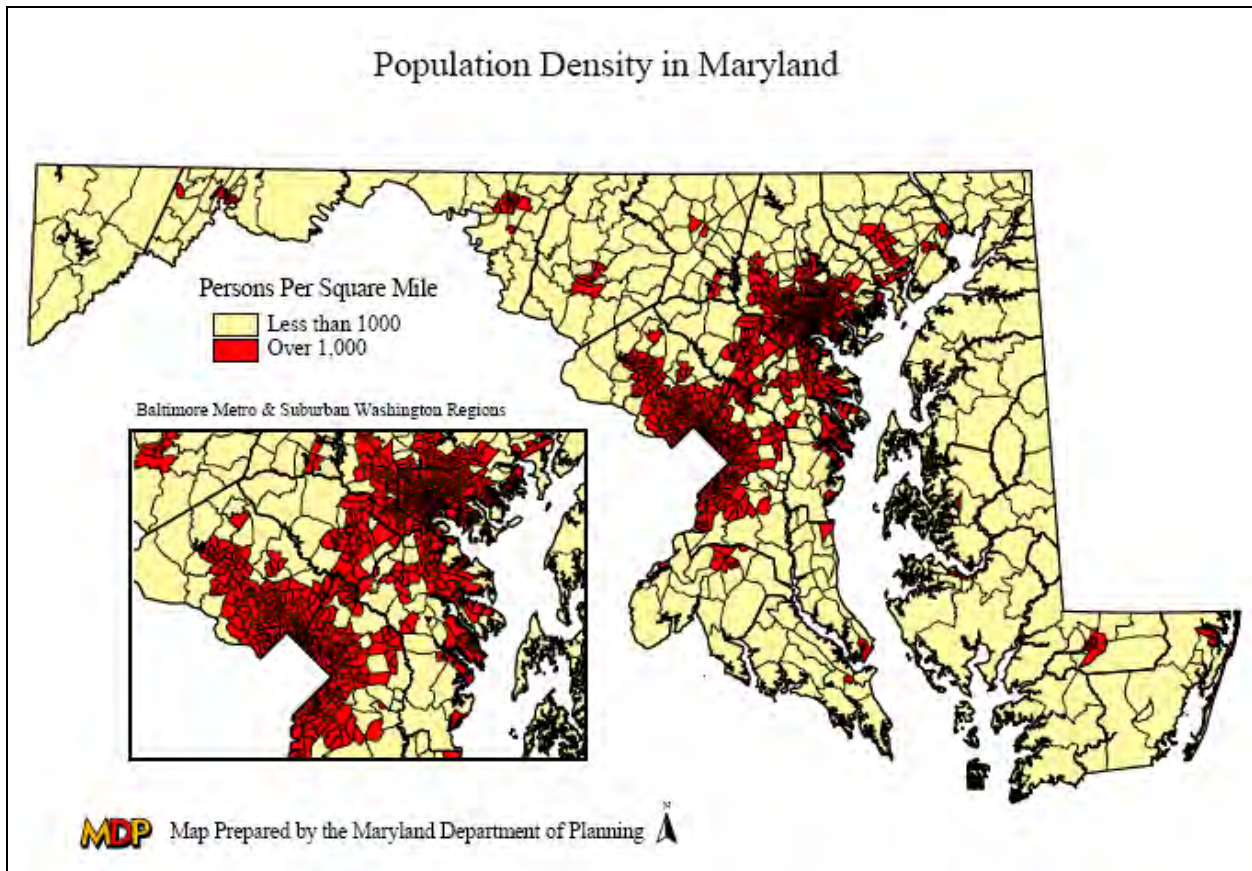 Population Density in Maryland
Persons Per Square Mile
Less than 1000
Over 1,000
Baltimore Metro & Suburban Washington Regions
MDP Map Prepared by the Maryland Department of Planning N